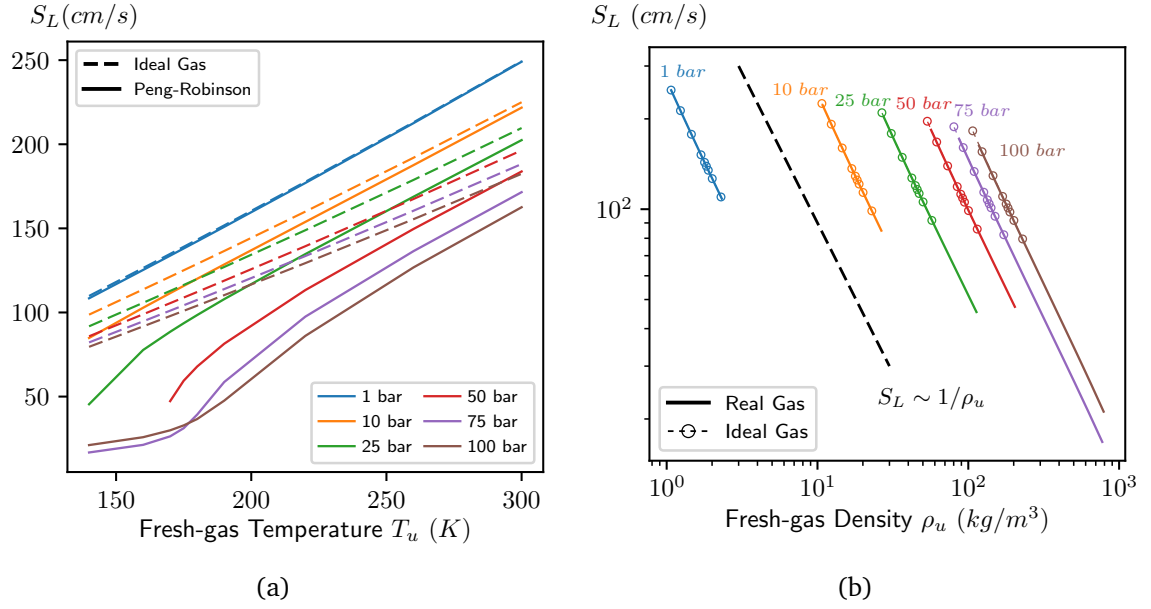 S_L(cm/s)
250
200
150
100
50
Ideal Gas
Peng-Robinson
1 bar
10 bar
25 bar
50 bar
75 bar
100 bar
150
200
250
300
Fresh-gas Temperature T_u (K)
(a)
S_L (cm/s)
10^2
1 bar
10 bar
25 bar
50 bar
75 bar
100 bar
S_L ∼ 1/ρ_u
Real Gas
Ideal Gas
10^0
10^1
10^2
10^3
Fresh-gas Density ρ_u (kg/m^3)
(b)